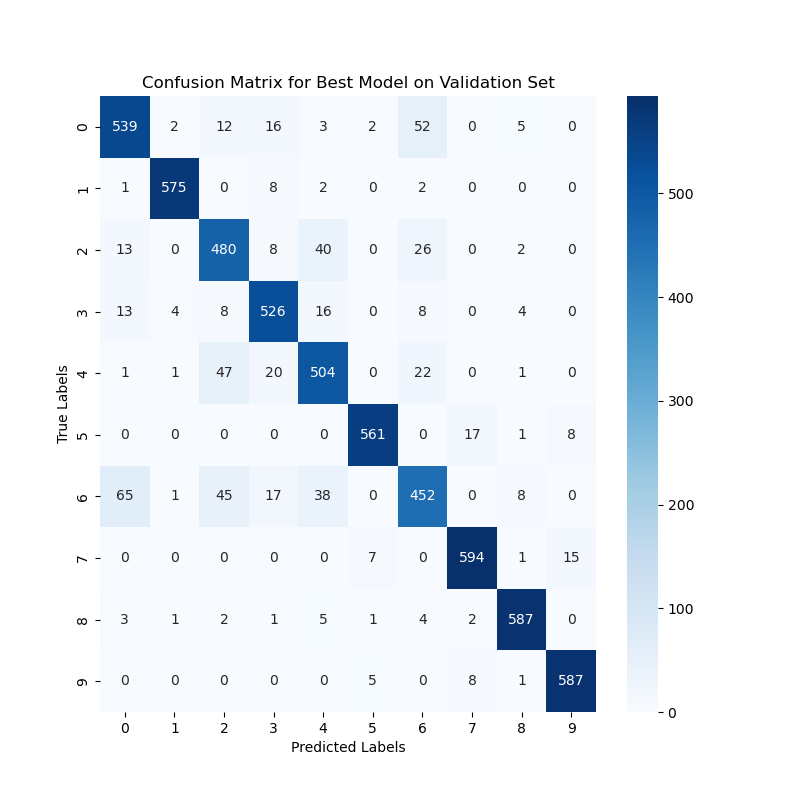 Confusion Matrix for Best Model on Validation Set
0 539 2 12 16 3 2 52 0 5 0
1 1 575 0 8 2 0 2 0 0 0
2 13 0 480 8 40 0 26 0 2 0
3 13 4 8 526 16 0 8 0 4 0
4 1 1 47 20 504 0 22 0 1 0
5 0 0 0 0 0 561 0 17 1 8
6 65 1 45 17 38 0 452 0 8 0
7 0 0 0 0 0 7 0 594 1 15
8 3 1 2 1 5 1 4 2 587 0
9 0 0 0 0 0 5 0 8 1 587
0 1 2 3 4 5 6 7 8 9
Predicted Labels
True Labels
500
400
300
200
100
0